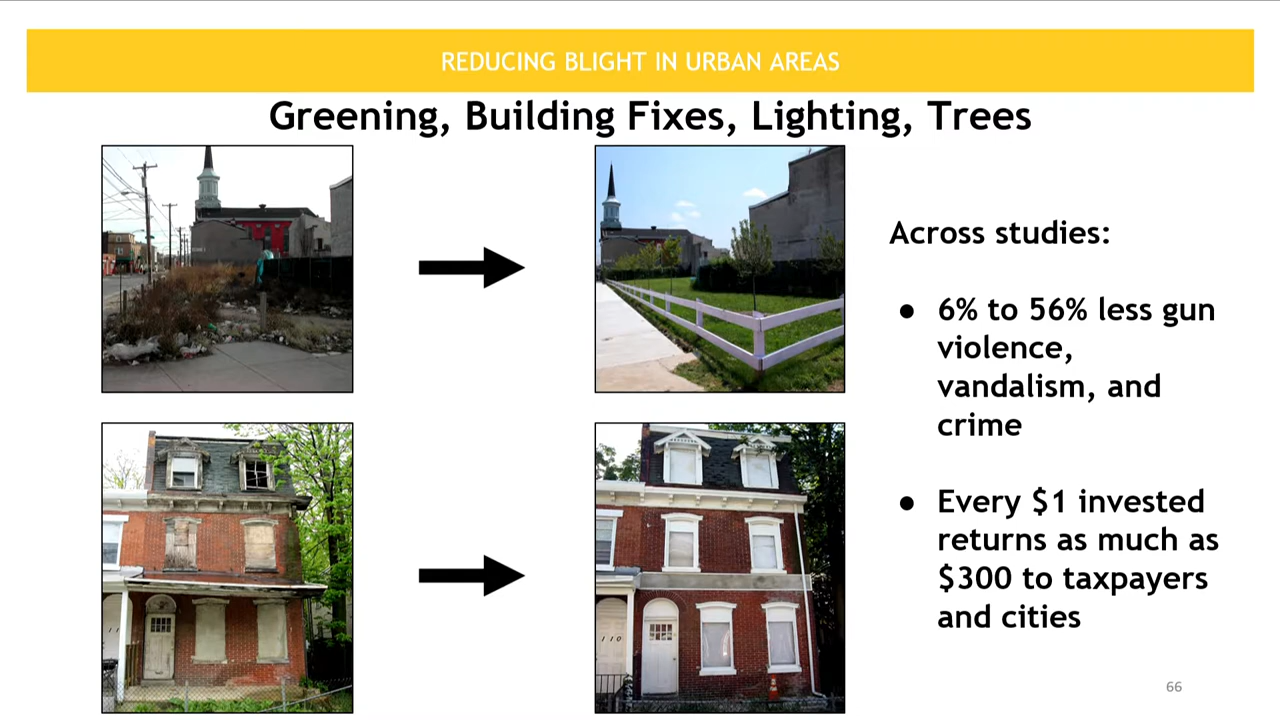 REDUCING BLIGHT IN URBAN AREAS
Greening, Building Fixes, Lighting, Trees
Across studies:
● 6% to 56% less gun
violence,
vandalism, and
crime
● Every $1 invested
returns as much as
$300 to taxpayers
and cities
110
66